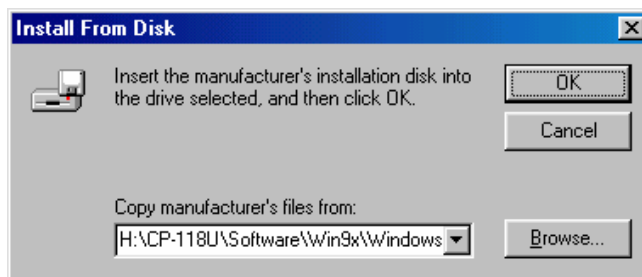 Install From Disk
Insert the manufacturer's installation disk into
the drive selected, and then click OK.
OK
Cancel
Copy manufacturer's files from:
H:\CP-118U\Software\Win9x\Windows
Browse...